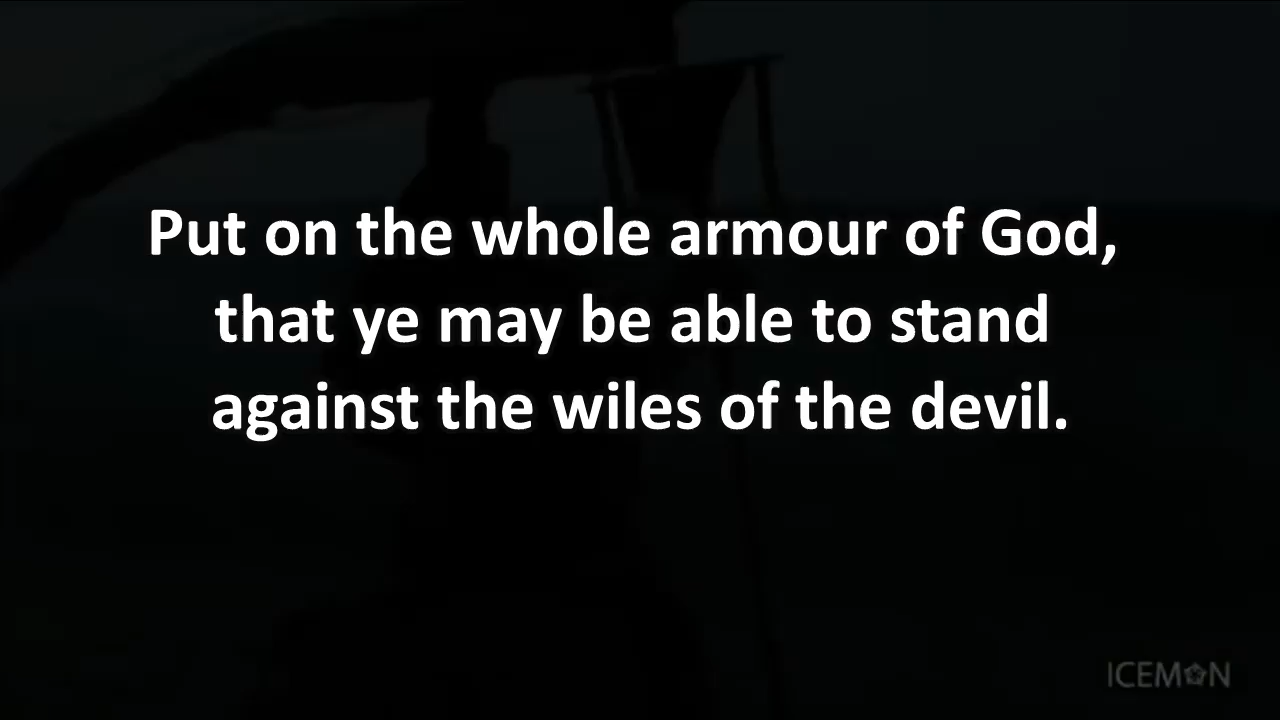 Put on the whole armour of God,
that ye may be able to stand
against the wiles of the devil.
ICEMON